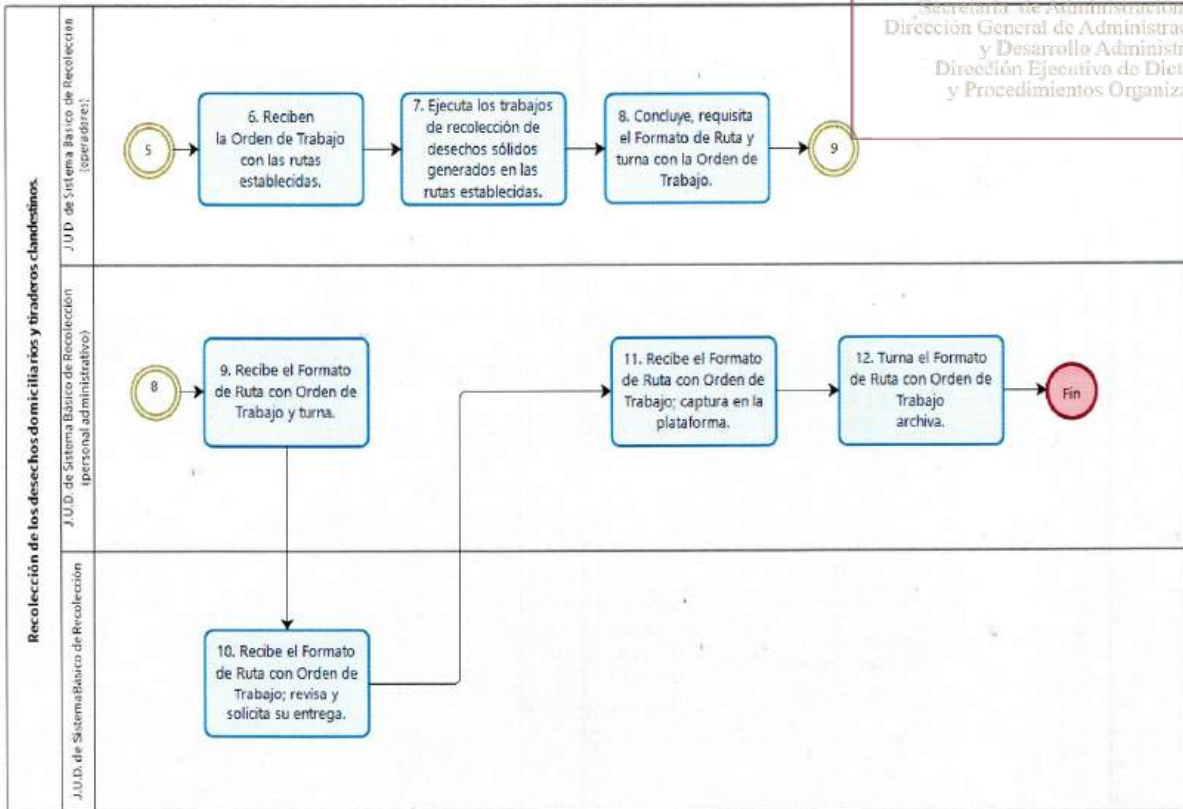 Secretaría de Administración
Dirección General de Administrac
y Desarrollo Administr
Dirección Ejecutiva de Dict
y Procedimientos Organiza
Recolección de los desechos domiciliarios y tiraderos clandestinos.
J.U.D. de Sistema Básico de Recolección
(operadores)
5
6. Reciben
la Orden de Trabajo
con las rutas
establecidas.
7. Ejecuta los trabajos
de recolección de
desechos sólidos
generados en las
rutas establecidas.
8. Concluye, requisita
el Formato de Ruta y
turna con la Orden de
Trabajo.
9
J.U.D. de Sistema Básico de Recolección
(personal administrativo)
8
9. Recibe el Formato
de Ruta con Orden de
Trabajo y turna.
11. Recibe el Formato
de Ruta con Orden de
Trabajo; captura en la
plataforma.
12. Turna el Formato
de Ruta con Orden de
Trabajo
archiva.
Fin
J.U.D. de Sistema Básico de Recolección
10. Recibe el Formato
de Ruta con Orden de
Trabajo; revisa y
solicita su entrega.